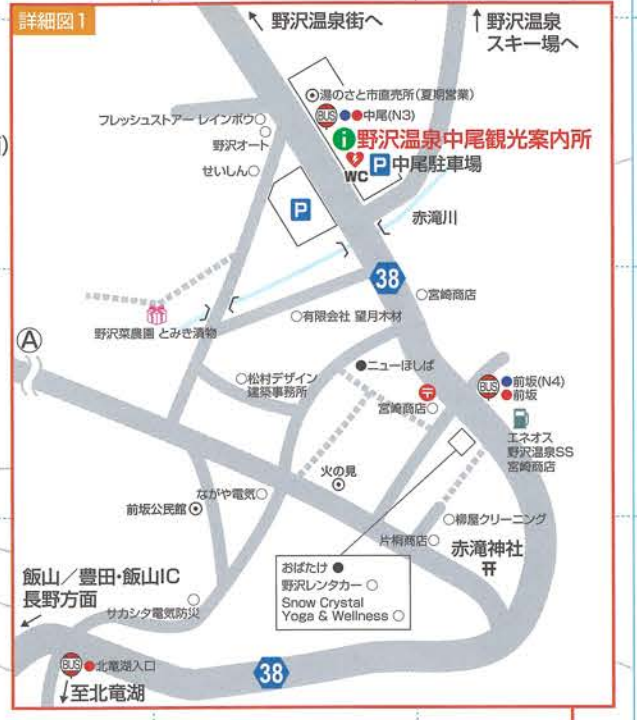 詳細図1
野沢温泉街へ
野沢温泉
スキー場へ
湯のさと市直売所(夏期営業)
BUS
中尾(N3)
フレッシュストアー レインボウ
野沢オート
i
野沢温泉中尾観光案内所
WC
P
中尾駐車場
せいしん
P
赤滝川
38
宮崎商店
有限会社 望月木材
野沢菜農園 とみき漬物
A
ニューほしば
松村デザイン
建築事務所
宮崎商店
BUS
前坂(N4)
前坂
エネオス
野沢温泉SS
宮崎商店
火の見
ながや電気
前坂公民館
柳屋クリーニング
片桐商店
赤滝神社
おばたけ
野沢レンタカー
Snow Crystal
Yoga & Wellness
飯山/豊田・飯山IC
長野方面
サカシタ電気防災
BUS
北竜湖入口
38
至北竜湖